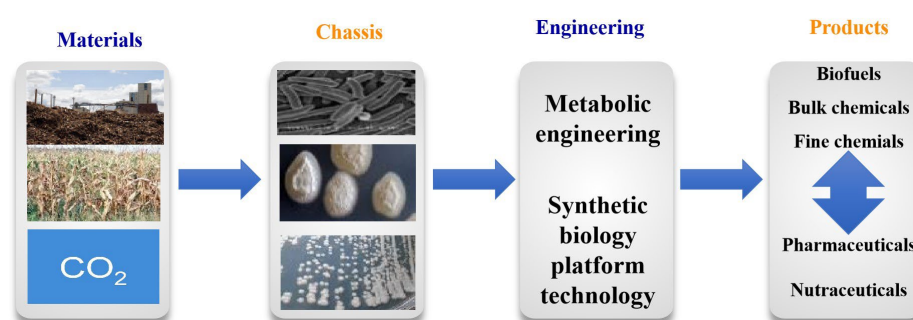 Materials
Chassis
Engineering
Products
CO₂
Metabolic
engineering
Synthetic
biology
platform
technology
Biofuels
Bulk chemicals
Fine chemials
Pharmaceuticals
Nutraceuticals